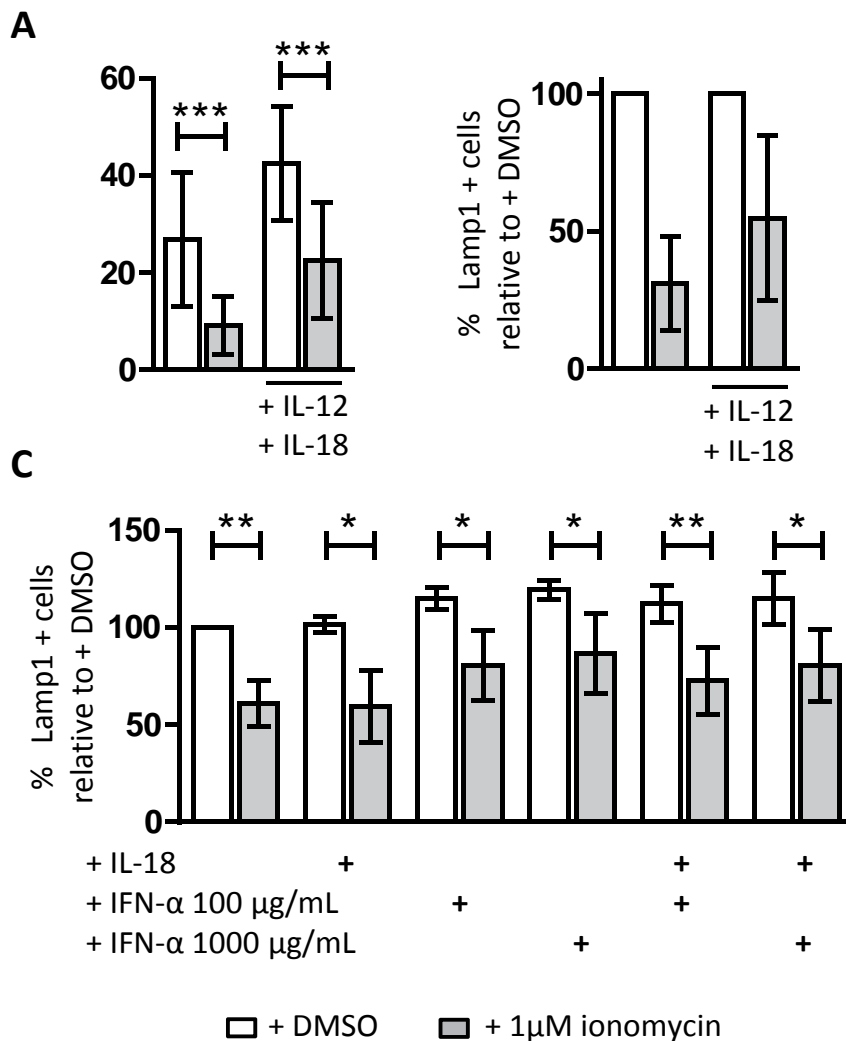 A
***
***
60
40
20
0
+ IL-12
+ IL-18
% Lamp1 + cells
relative to + DMSO
100
50
0
+ IL-12
+ IL-18
C
% Lamp1 + cells
relative to + DMSO
150
100
50
0
** * * * ** *
+ IL-18 + + +
+ IFN-α 100 µg/mL + +
+ IFN-α 1000 µg/mL + +
+ DMSO + 1µM ionomycin